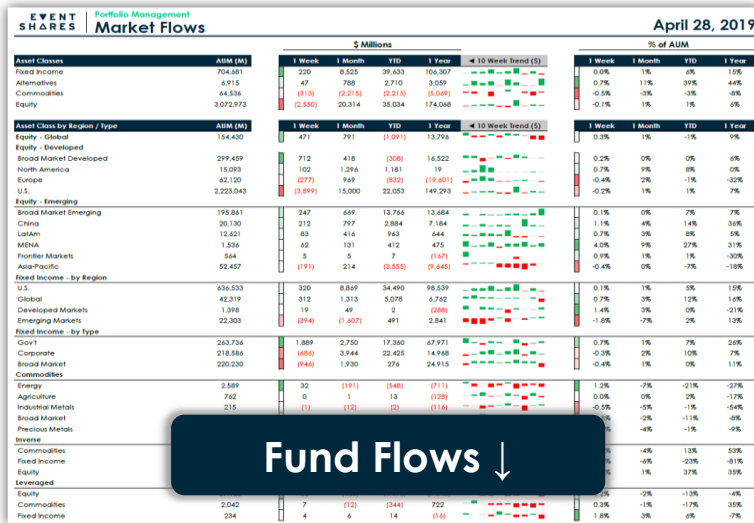 EVENT SHARES
Portfolio Management
Market Flows
April 28, 2019
$ Millions % of AUM
Asset Classes AUM (M) 1 Week 1 Month YTD 1 Year ◄ 10 Week Trend ($) 1 Week 1 Month YTD 1 Year
Fixed Income 704,681 220 8,525 39,633 106,307 0.0% 1% 6% 15%
Alternatives 6,915 47 788 2,710 3,059 0.7% 11% 39% 44%
Commodities 64,536 (313) (2,215) (2,215) (5,069) -0.5% -3% -3% -8%
Equity 3,072,973 (2,550) 20,314 35,034 174,068 -0.1% 1% 1% 6%
Asset Class by Region / Type AUM (M) 1 Week 1 Month YTD 1 Year ◄ 10 Week Trend ($) 1 Week 1 Month YTD 1 Year
Equity - Global 154,430 471 791 (1,091) 13,796 0.3% 1% -1% 9%
Equity - Developed
Broad Market Developed 299,459 712 418 (308) 16,522 0.2% 0% 0% 6%
North America 15,093 102 1,296 1,181 19 0.7% 9% 8% 0%
Europe 62,120 (277) 969 (832) (19,601) -0.4% 2% -1% -32%
U.S. 2,223,043 (3,899) 15,000 22,053 149,293 -0.2% 1% 1% 7%
Equity - Emerging
Broad Market Emerging 195,861 247 669 13,766 13,684 0.1% 0% 7% 7%
China 20,130 212 797 2,884 7,184 1.1% 4% 14% 36%
LatAm 12,621 83 416 963 644 0.7% 3% 8% 5%
MENA 1,536 62 131 412 475 4.0% 9% 27% 31%
Frontier Markets 564 5 5 7 (167) 0.9% 1% 1% -30%
Asia-Pacific 52,457 (191) 214 (3,555) (9,645) -0.4% 0% -7% -18%
Fixed Income - by Region
U.S. 636,533 320 8,869 34,490 98,539 0.1% 1% 5% 15%
Global 42,319 312 1,313 5,078 6,762 0.7% 3% 12% 16%
Developed Markets 1,398 19 49 2 (288) 1.4% 3% 0% -21%
Emerging Markets 22,303 (394) (1,607) 491 2,841 -1.8% -7% 2% 13%
Fixed Income - by Type
Gov't 263,736 1,889 2,750 17,360 67,971 0.7% 1% 7% 26%
Corporate 218,586 (686) 3,944 22,425 14,968 -0.3% 2% 10% 7%
Broad Market 220,230 (946) 1,930 276 24,915 -0.4% 1% 0% 11%
Commodities
Energy 2,589 32 (191) (548) (711) 1.2% -7% -21% -27%
Agriculture 762 0 1 13 (128) 0.0% 0% 2% -17%
Industrial Metals 215 (1) (12) (2) (116) -0.5% -5% -1% -54%
Broad Market -2% -11% -8%
Precious Metals -4% -1% -9%
Inverse
Commodities -4% 13% 53%
Fixed Income -6% -23% -81%
Equity 1% 37% 35%
Leveraged
Equity -2% -13% -4%
Commodities 2,042 7 (12) (344) 722 0.3% -1% -17% 35%
Fixed Income 234 4 6 14 (16) 1.8% 3% 6% -7%
Fund Flows ↓